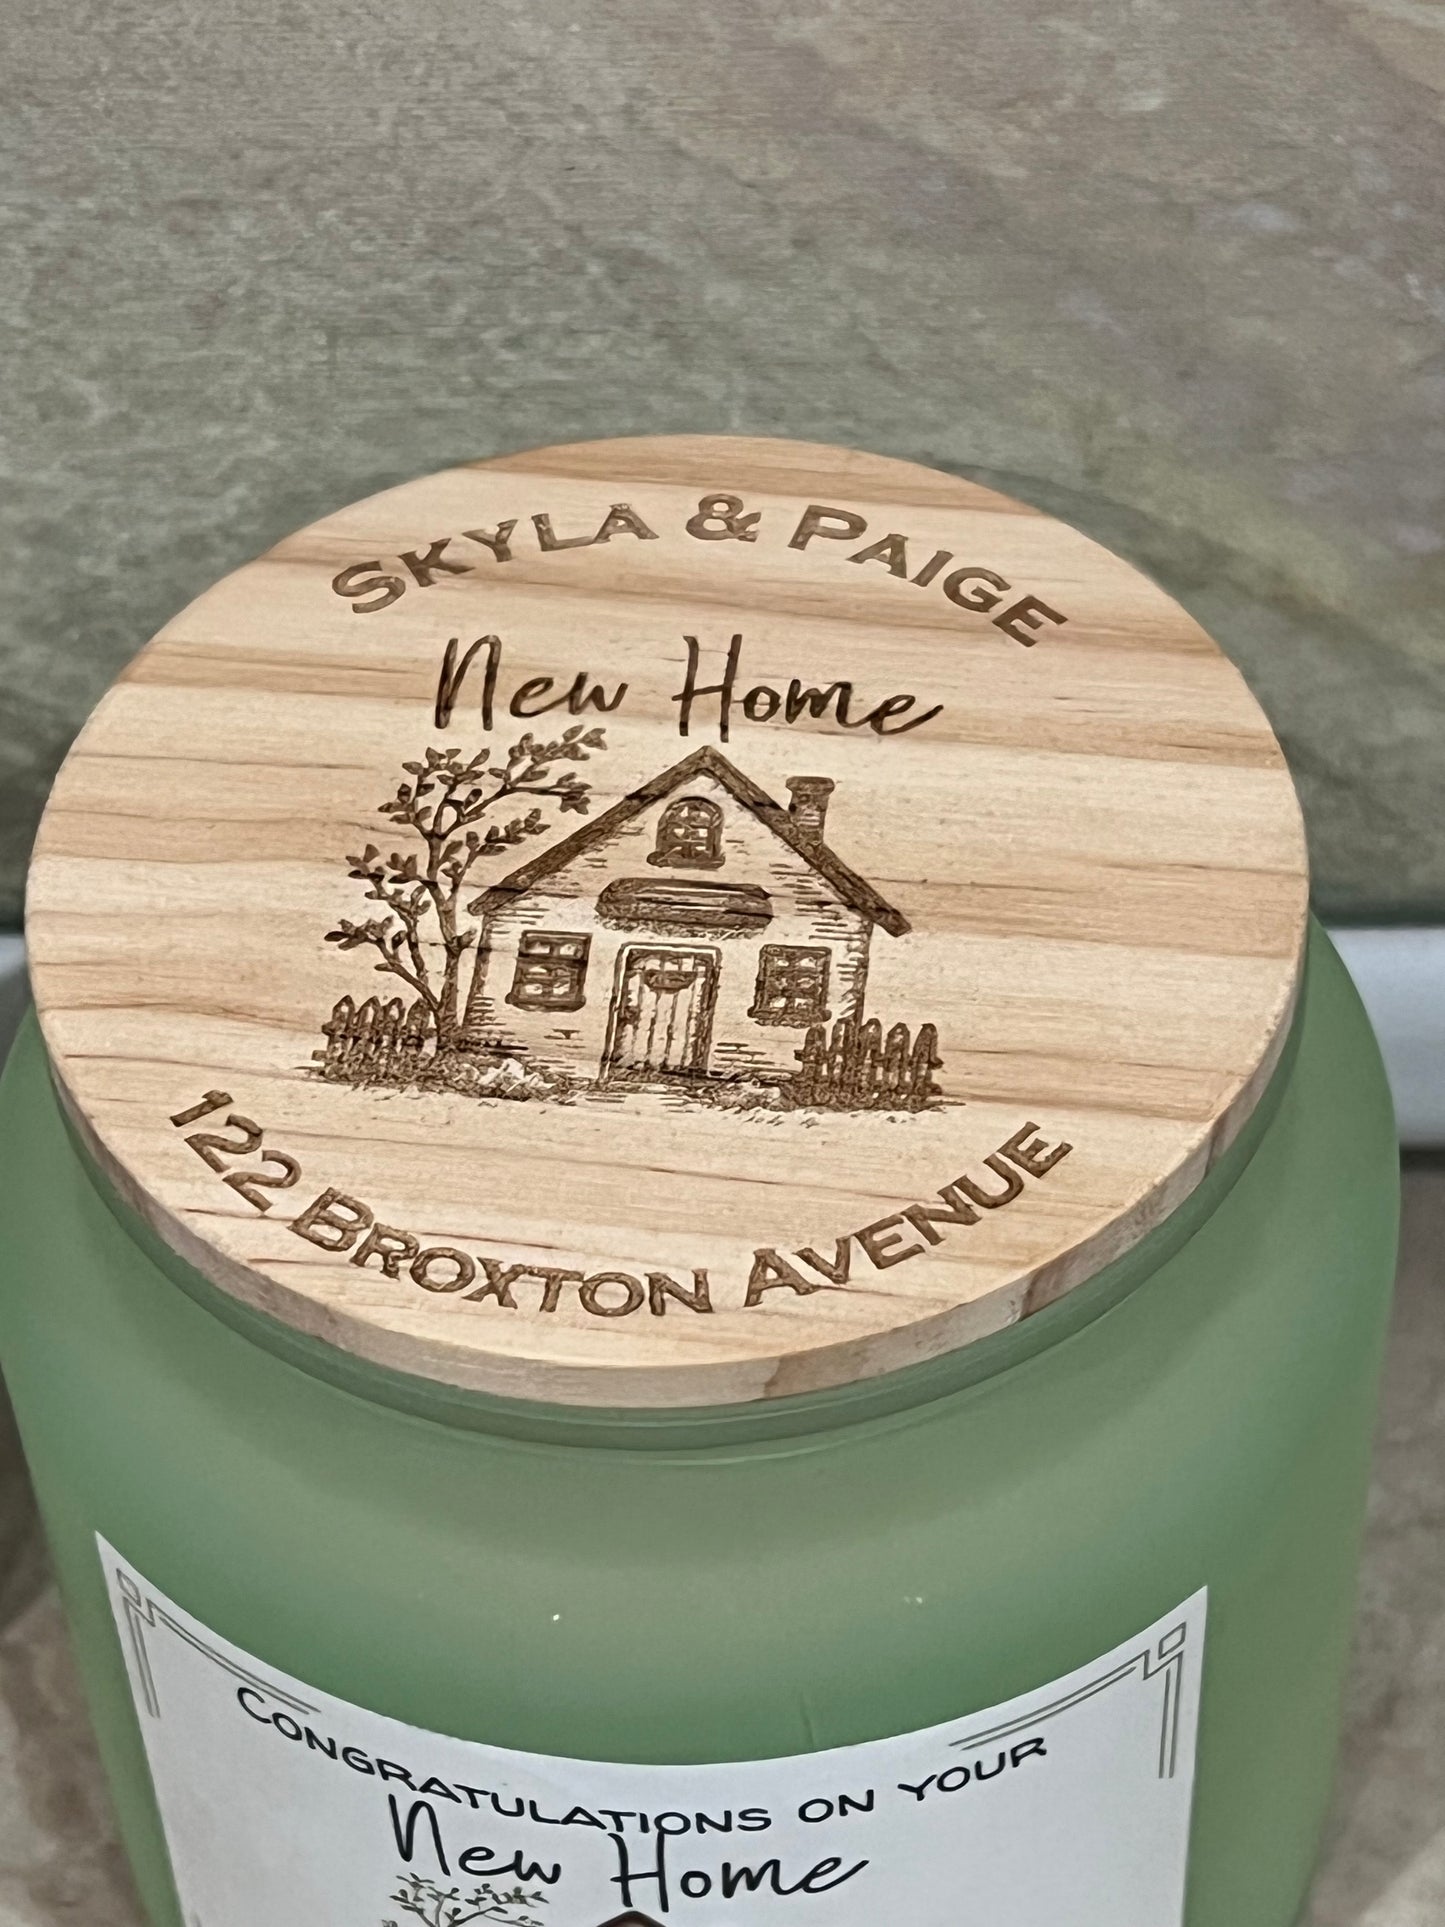 SKYLA & PAIGE
New Home
122 BROXTON AVENUE
CONGRATULATIONS ON YOUR
New Home